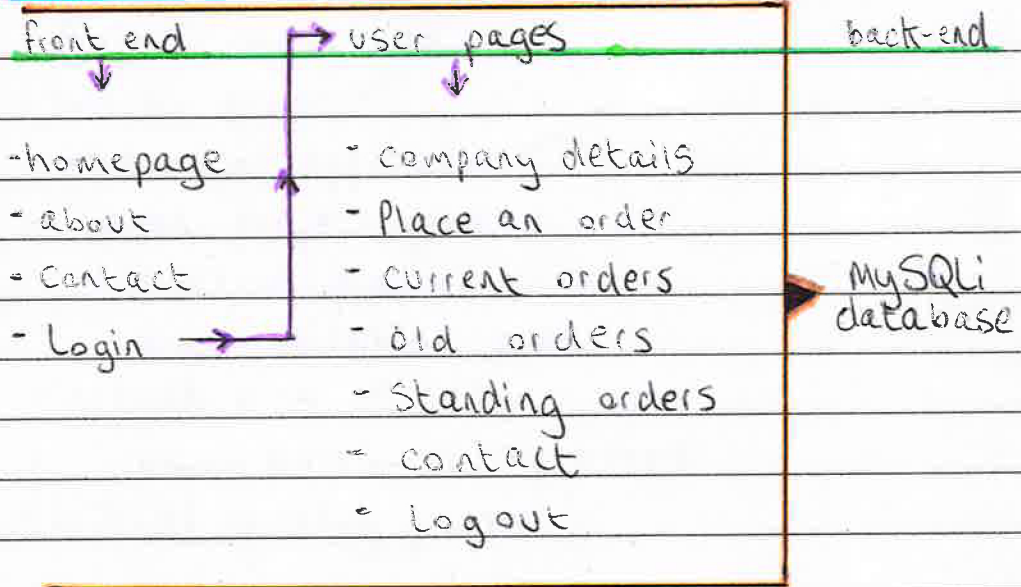 front end
-homepage
- about
- Contact
- Login
user pages
- company details
- Place an order
- current orders
- old orders
- Standing orders
- contact
- Logout
back-end
MySQLi
database